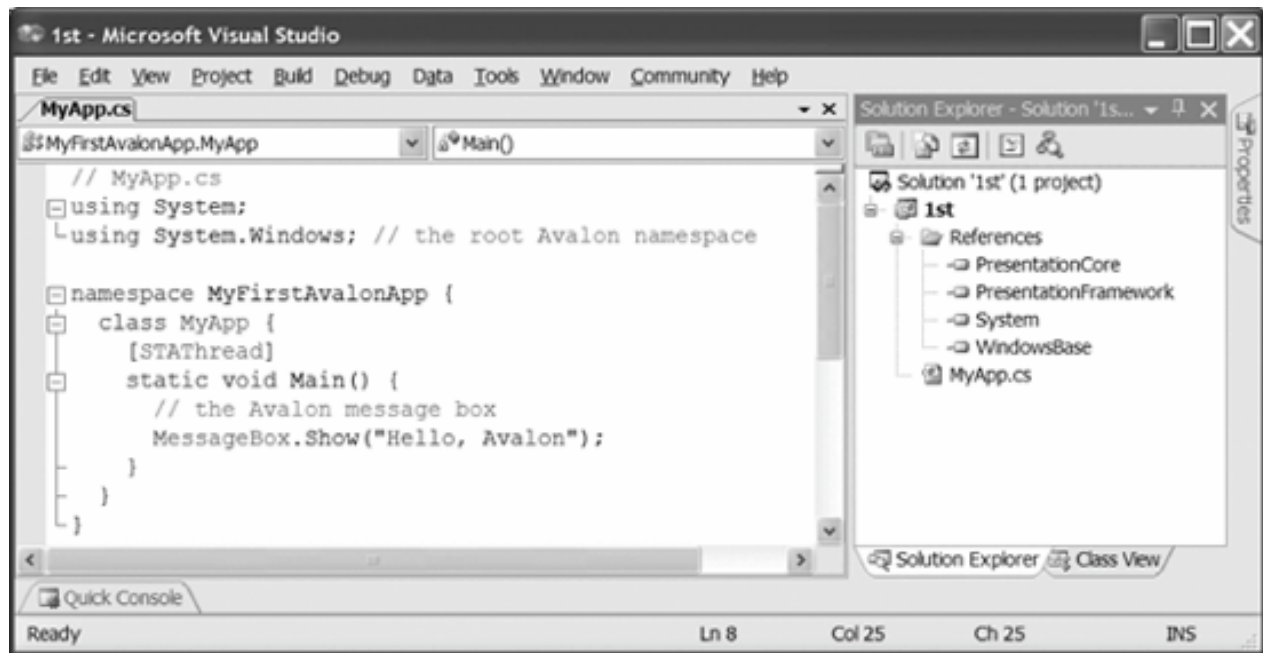 1st - Microsoft Visual Studio
File Edit View Project Build Debug Data Tools Window Community Help
MyApp.cs
MyFirstAvalonApp.MyApp
Main()
// MyApp.cs
using System;
using System.Windows; // the root Avalon namespace
namespace MyFirstAvalonApp {
class MyApp {
[STAThread]
static void Main() {
// the Avalon message box
MessageBox.Show("Hello, Avalon");
}
}
}
Solution Explorer - Solution '1s...
Solution '1st' (1 project)
1st
References
PresentationCore
PresentationFramework
System
WindowsBase
MyApp.cs
Solution Explorer Class View
Properties
Quick Console
Ready Ln 8 Col 25 Ch 25 INS